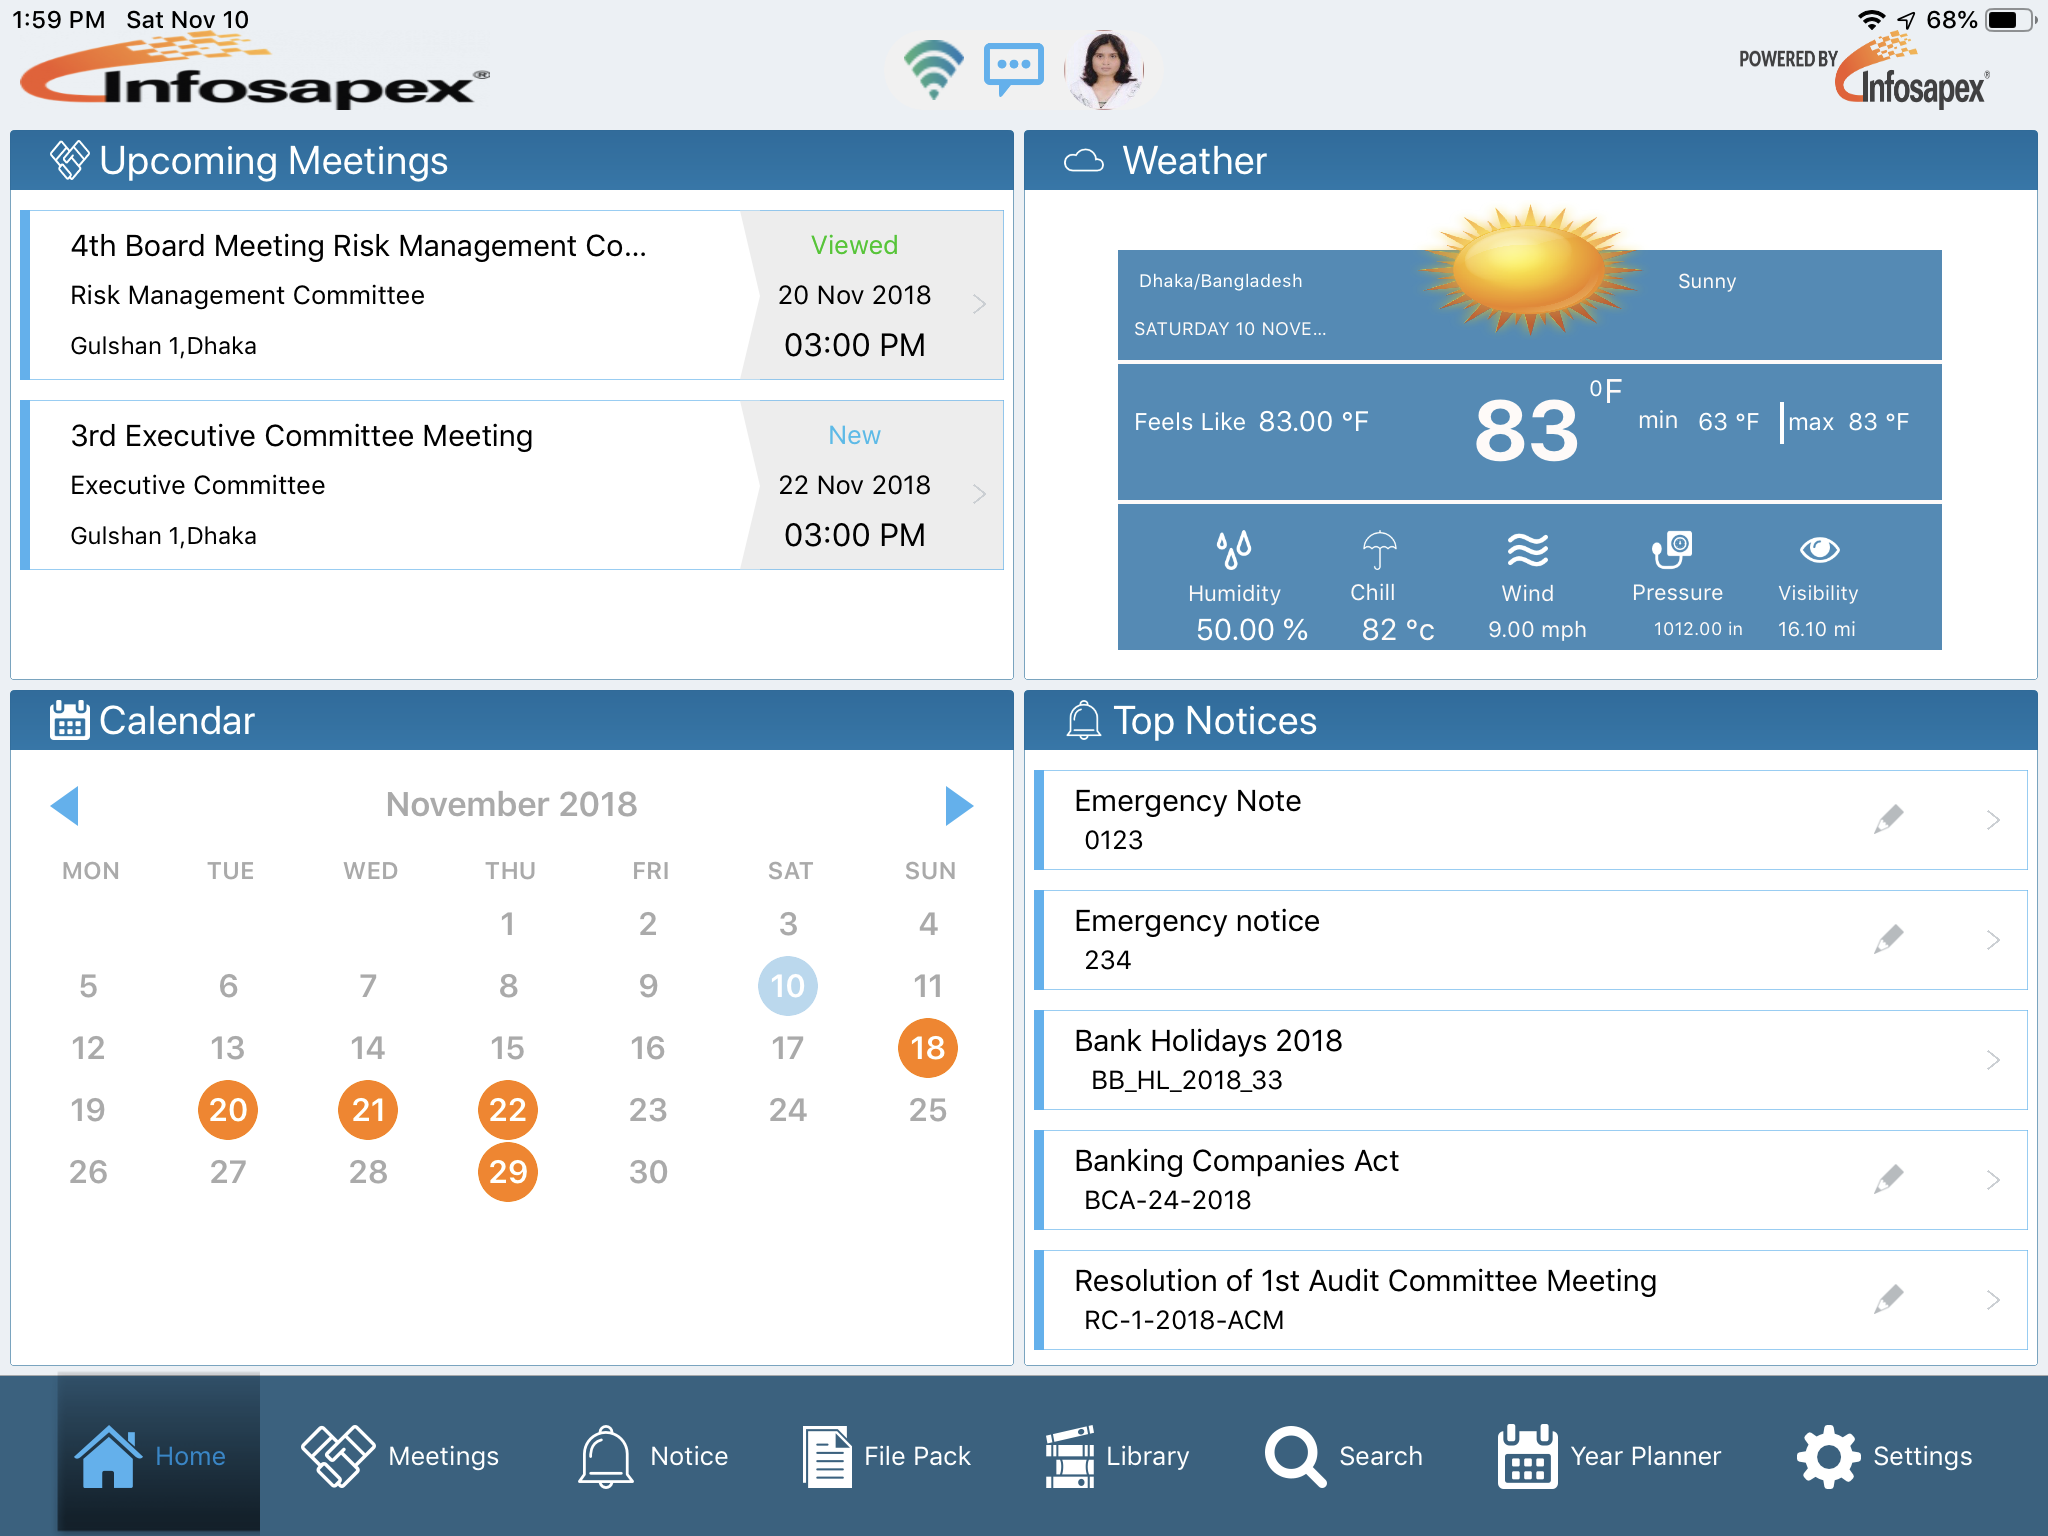 1:59 PM Sat Nov 10
68%
Infosapex®
POWERED BY Infosapex®
Upcoming Meetings
4th Board Meeting Risk Management Co...
Viewed
Risk Management Committee
20 Nov 2018
Gulshan 1,Dhaka
03:00 PM
3rd Executive Committee Meeting
New
Executive Committee
22 Nov 2018
Gulshan 1,Dhaka
03:00 PM
Weather
Dhaka/Bangladesh
Sunny
SATURDAY 10 NOVE...
Feels Like 83.00 °F
83 °F
min 63 °F max 83 °F
Humidity Chill Wind Pressure Visibility
50.00 % 82 °c 9.00 mph 1012.00 in 16.10 mi
Calendar
November 2018
MON TUE WED THU FRI SAT SUN
1 2 3 4
5 6 7 8 9 10 11
12 13 14 15 16 17 18
19 20 21 22 23 24 25
26 27 28 29 30
Top Notices
Emergency Note
0123
Emergency notice
234
Bank Holidays 2018
BB_HL_2018_33
Banking Companies Act
BCA-24-2018
Resolution of 1st Audit Committee Meeting
RC-1-2018-ACM
Home Meetings Notice File Pack Library Search Year Planner Settings